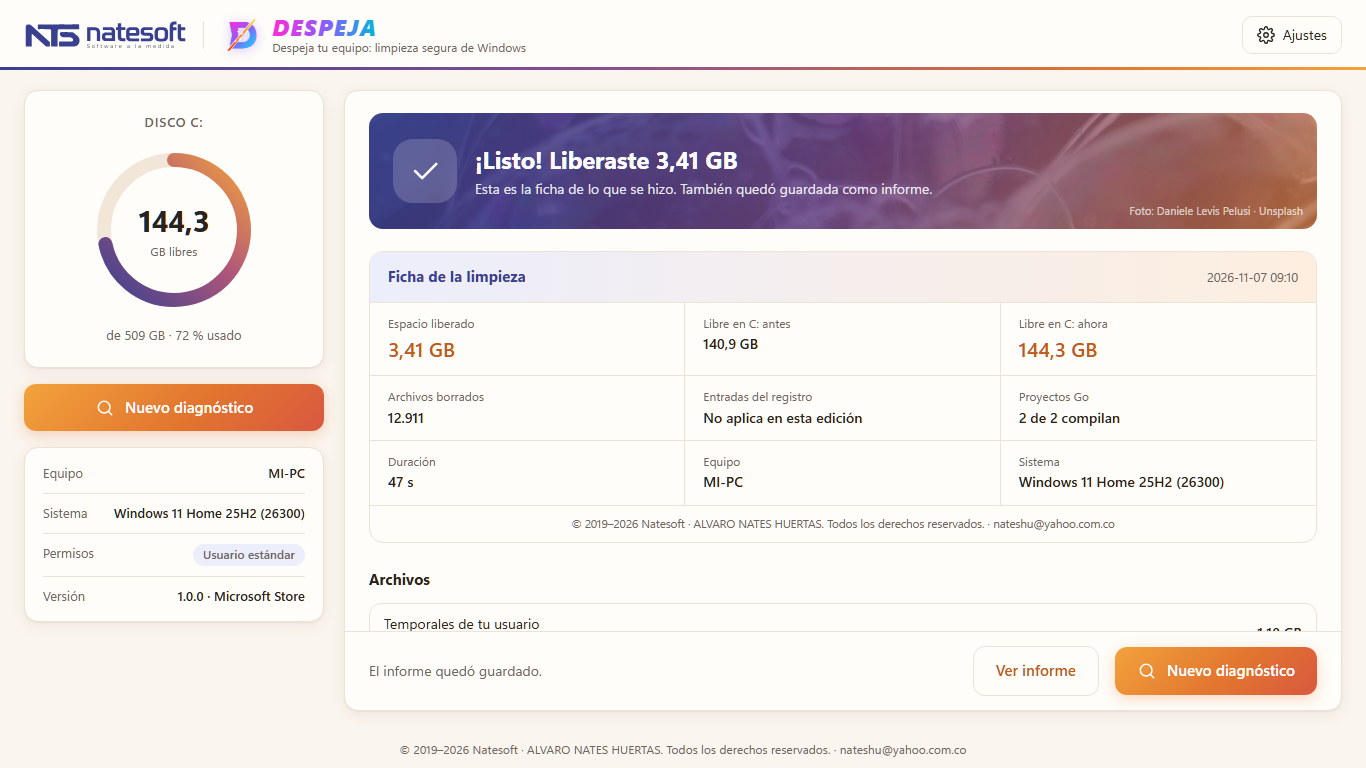 NTS natesoft
Software a la medida
DESPEJA
Despeja tu equipo: limpieza segura de Windows
Ajustes
DISCO C:
144,3
GB libres
de 509 GB · 72 % usado
Nuevo diagnóstico
Equipo MI-PC
Sistema Windows 11 Home 25H2 (26300)
Permisos Usuario estándar
Versión 1.0.0 · Microsoft Store
¡Listo! Liberaste 3,41 GB
Esta es la ficha de lo que se hizo. También quedó guardada como informe.
Foto: Daniele Levis Pelusi · Unsplash
Ficha de la limpieza 2026-11-07 09:10
Espacio liberado
3,41 GB
Libre en C: antes
140,9 GB
Libre en C: ahora
144,3 GB
Archivos borrados
12.911
Entradas del registro
No aplica en esta edición
Proyectos Go
2 de 2 compilan
Duración
47 s
Equipo
MI-PC
Sistema
Windows 11 Home 25H2 (26300)
© 2019–2026 Natesoft · ALVARO NATES HUERTAS. Todos los derechos reservados. · nateshu@yahoo.com.co
Archivos
Temporales de tu usuario
El informe quedó guardado.
Ver informe
Nuevo diagnóstico
© 2019–2026 Natesoft · ALVARO NATES HUERTAS. Todos los derechos reservados. · nateshu@yahoo.com.co